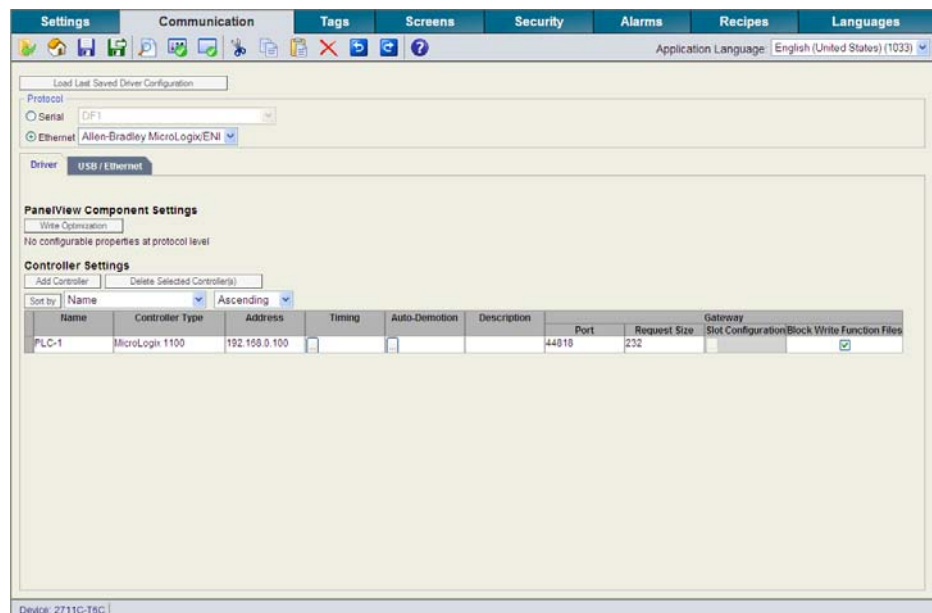 Settings Communication Tags Screens Security Alarms Recipes Languages
Application Language: English (United States) (1033)
Load Last Saved Driver Configuration
Protocol
Serial DF1
Ethernet Allen-Bradley MicroLogix/ENI
Driver USB / Ethernet
PanelView Component Settings
Write Optimization
No configurable properties at protocol level
Controller Settings
Add Controller Delete Selected Controller(s)
Sort by Name Ascending
Name Controller Type Address Timing Auto-Demotion Description Gateway
Port Request Size Slot Configuration Block Write Function Files
PLC-1 MicroLogix 1100 192.168.0.100 ... ... 44818 232
Device: 2711C-T6C